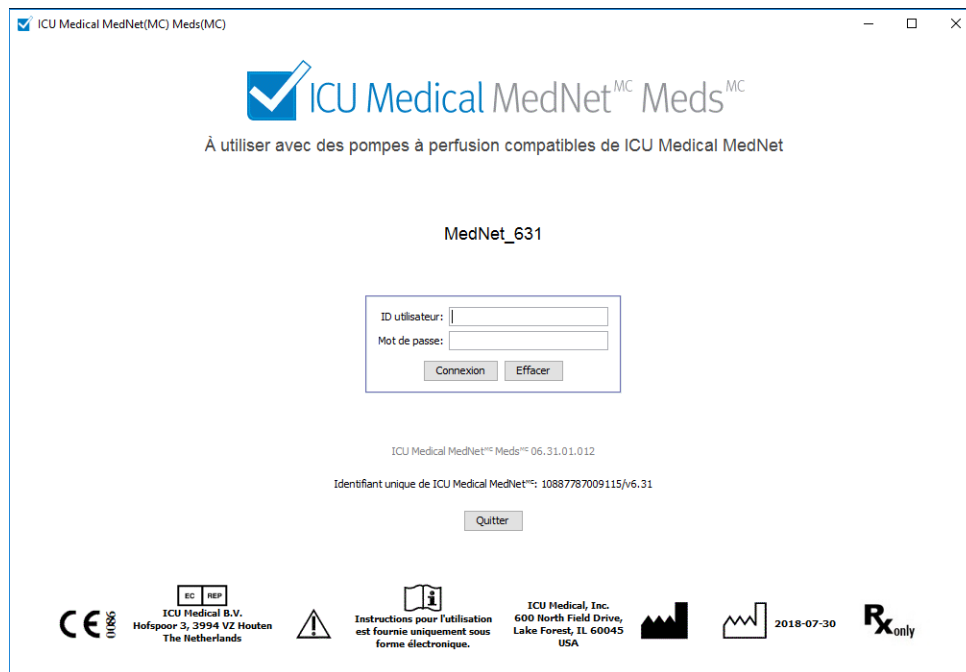 ICU Medical MedNet(MC) Meds(MC)
ICU Medical MedNet MC Meds MC
À utiliser avec des pompes à perfusion compatibles de ICU Medical MedNet
MedNet_631
ID utilisateur:
Mot de passe:
Connexion Effacer
ICU Medical MedNet MC Meds MC 06.31.01.012
Identifiant unique de ICU Medical MedNet MC: 10887787009115/v6.31
Quitter
CE 0086
EC REP
ICU Medical B.V.
Hofspoor 3, 3994 VZ Houten
The Netherlands
Instructions pour l'utilisation
est fournie uniquement sous
forme électronique.
ICU Medical, Inc.
600 North Field Drive,
Lake Forest, IL 60045
USA
2018-07-30
Rx only